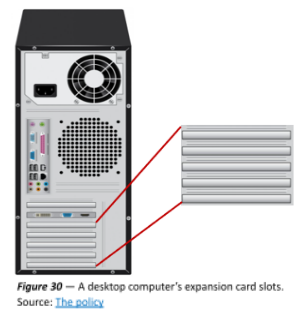 Figure 30 — A desktop computer's expansion card slots.
Source: The policy